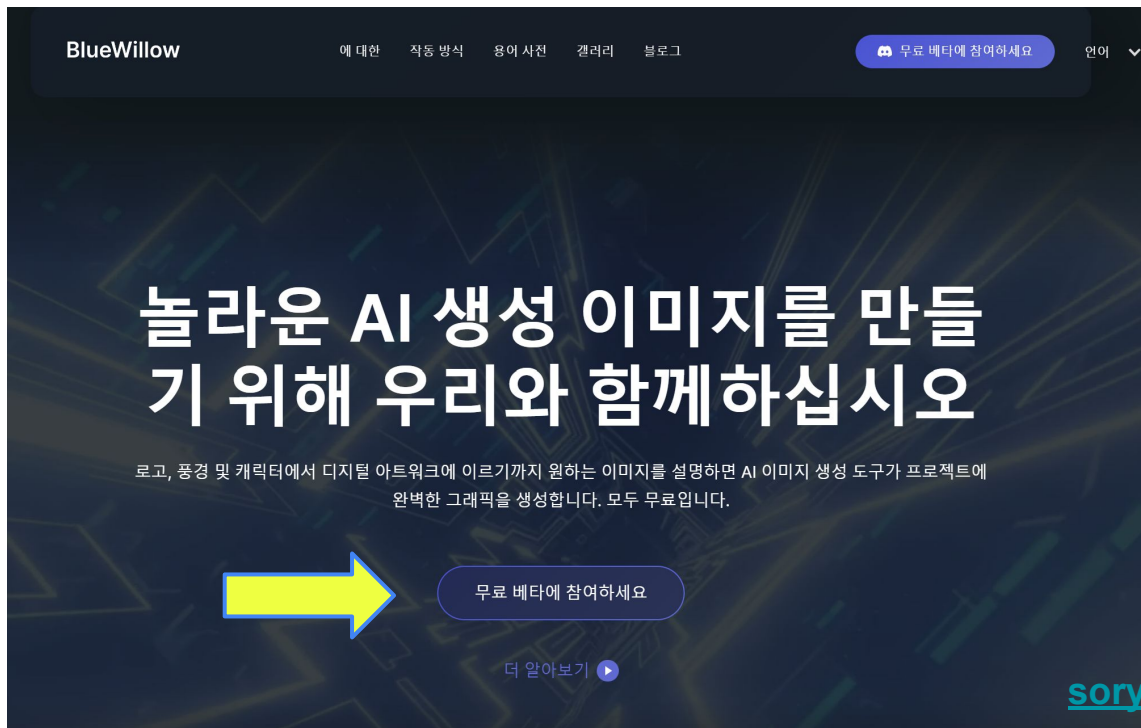 BlueWillow 에 대한 작동 방식 용어 사전 갤러리 블로그 무료 베타에 참여하세요 언어
놀라운 AI 생성 이미지를 만들
기 위해 우리와 함께하십시오
로고, 풍경 및 캐릭터에서 디지털 아트워크에 이르기까지 원하는 이미지를 설명하면 AI 이미지 생성 도구가 프로젝트에
완벽한 그래픽을 생성합니다. 모두 무료입니다.
무료 베타에 참여하세요
더 알아보기
sory